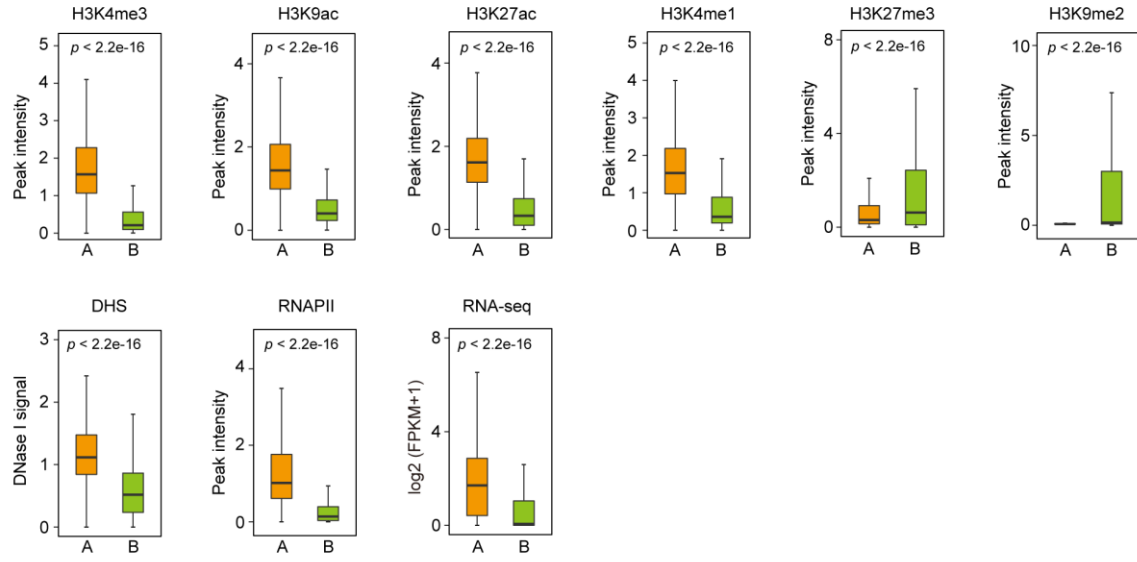 H3K4me3
Peak intensity
5
4
3
2
1
0
p < 2.2e-16
A B
H3K9ac
Peak intensity
4
2
0
p < 2.2e-16
A B
H3K27ac
Peak intensity
4
2
0
p < 2.2e-16
A B
H3K4me1
Peak intensity
5
4
3
2
1
0
p < 2.2e-16
A B
H3K27me3
Peak intensity
8
4
0
p < 2.2e-16
A B
H3K9me2
Peak intensity
10
5
0
p < 2.2e-16
A B
DHS
DNase I signal
3
2
1
0
p < 2.2e-16
A B
RNAPII
Peak intensity
4
2
0
p < 2.2e-16
A B
RNA-seq
log2 (FPKM+1)
8
4
0
p < 2.2e-16
A B